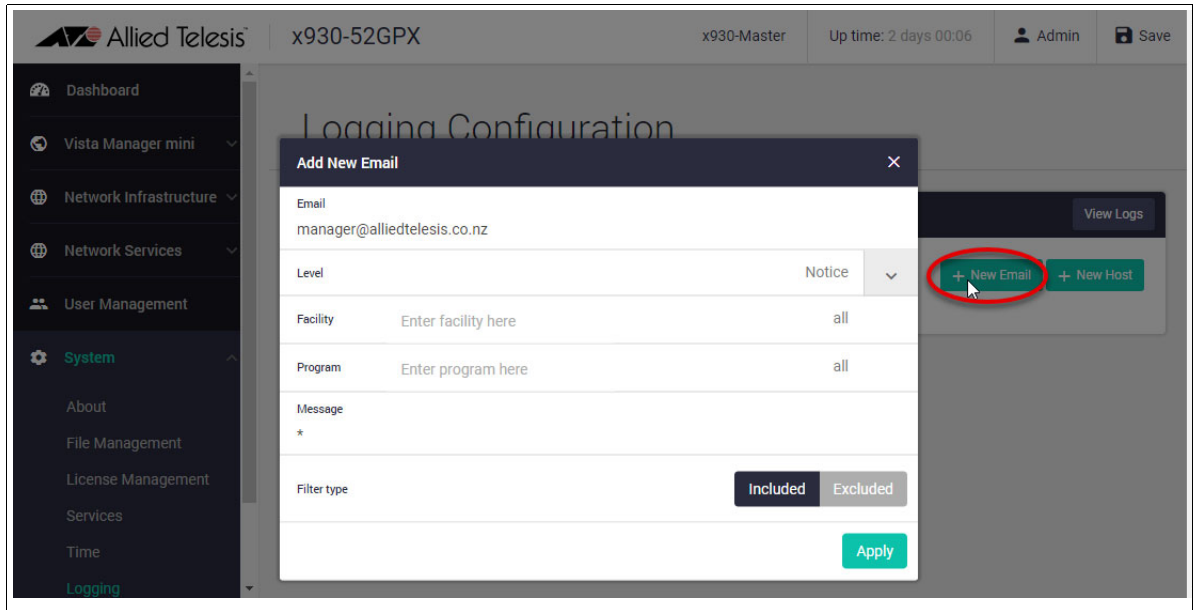 Allied Telesis
x930-52GPX
x930-Master
Up time: 2 days 00:06
Admin
Save
Dashboard
Vista Manager mini
Network Infrastructure
Network Services
User Management
System
About
File Management
License Management
Services
Time
Logging
Logging Configuration
View Logs
+ New Email
+ New Host
Add New Email
Email
manager@alliedtelesis.co.nz
Level
Notice
Facility
Enter facility here
all
Program
Enter program here
all
Message
*
Filter type
Included
Excluded
Apply